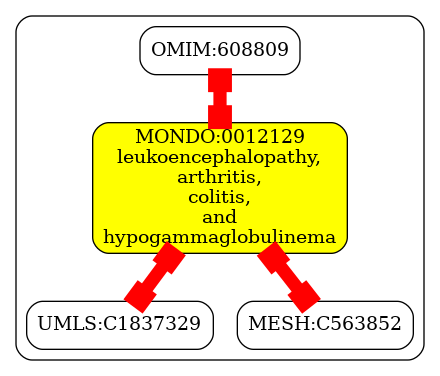 OMIM:608809
MONDO:0012129
leukoencephalopathy,
arthritis,
colitis,
and
hypogammaglobulinema
UMLS:C1837329
MESH:C563852